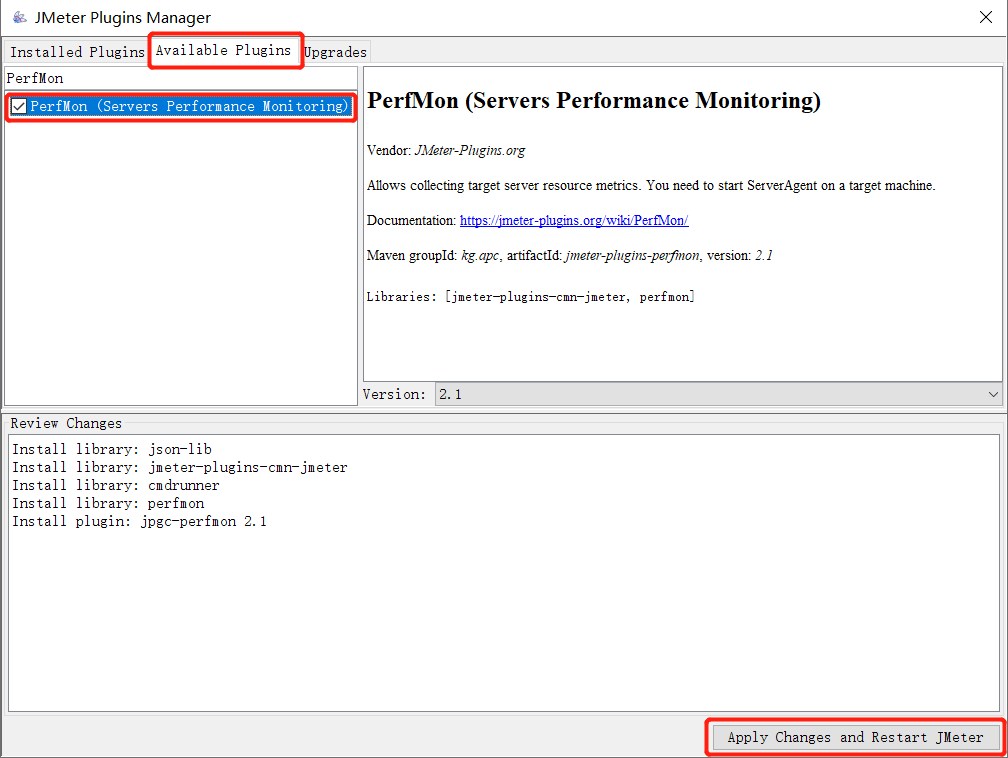 JMeter Plugins Manager
Installed Plugins Available Plugins Upgrades
PerfMon
PerfMon (Servers Performance Monitoring)
PerfMon (Servers Performance Monitoring)
Vendor: JMeter-Plugins.org
Allows collecting target server resource metrics. You need to start ServerAgent on a target machine.
Documentation: https://jmeter-plugins.org/wiki/PerfMon/
Maven groupId: kg.apc, artifactId: jmeter-plugins-perfmon, version: 2.1
Libraries: [jmeter-plugins-cmn-jmeter, perfmon]
Version: 2.1
Review Changes
Install library: json-lib
Install library: jmeter-plugins-cmn-jmeter
Install library: cmdrunner
Install library: perfmon
Install plugin: jpgc-perfmon 2.1
Apply Changes and Restart JMeter